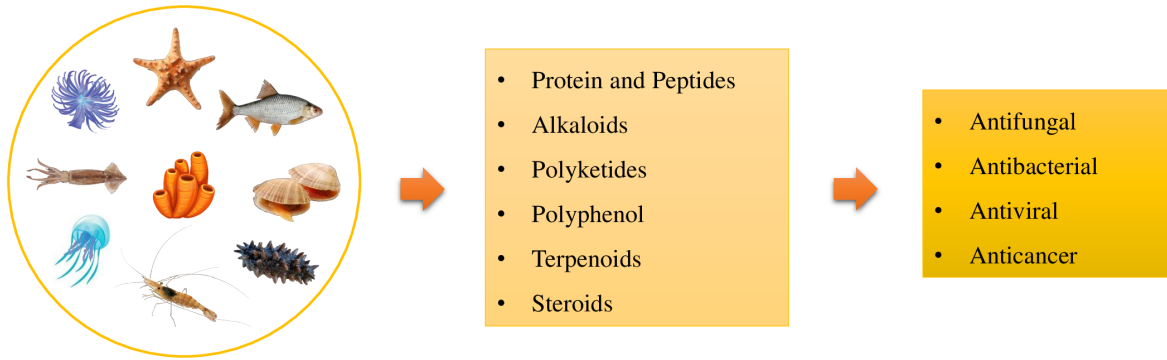 • Protein and Peptides
• Alkaloids
• Polyketides
• Polyphenol
• Terpenoids
• Steroids
• Antifungal
• Antibacterial
• Antiviral
• Anticancer